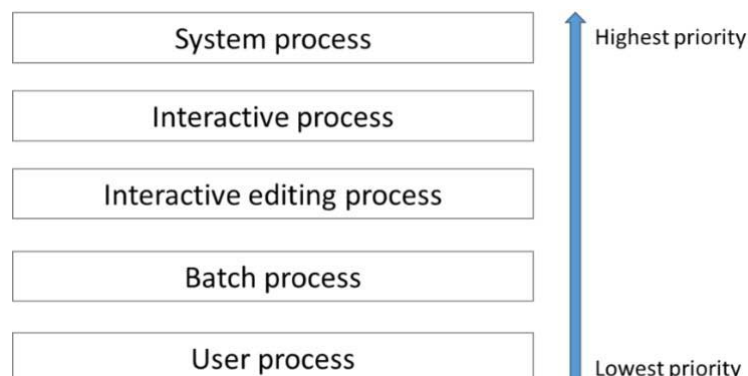 System process
Highest priority
Interactive process
Interactive editing process
Batch process
User process
Lowest priority